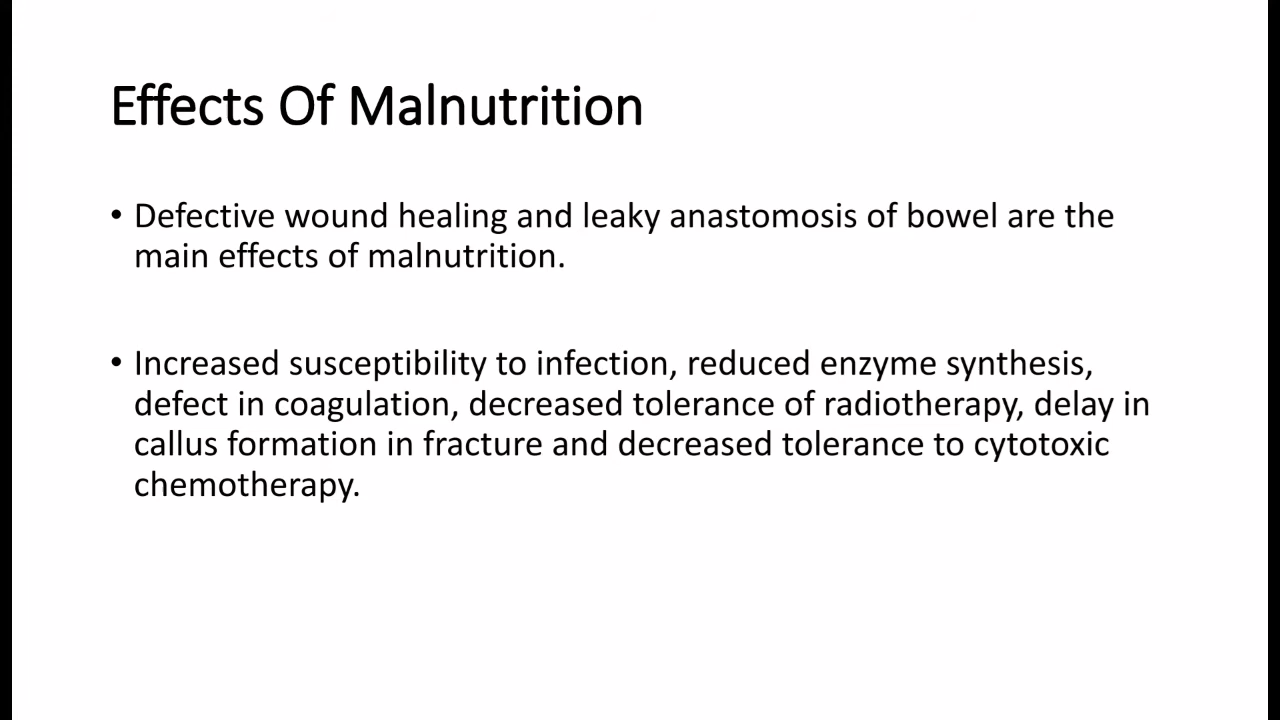 Effects Of Malnutrition
• Defective wound healing and leaky anastomosis of bowel are the
main effects of malnutrition.
• Increased susceptibility to infection, reduced enzyme synthesis,
defect in coagulation, decreased tolerance of radiotherapy, delay in
callus formation in fracture and decreased tolerance to cytotoxic
chemotherapy.